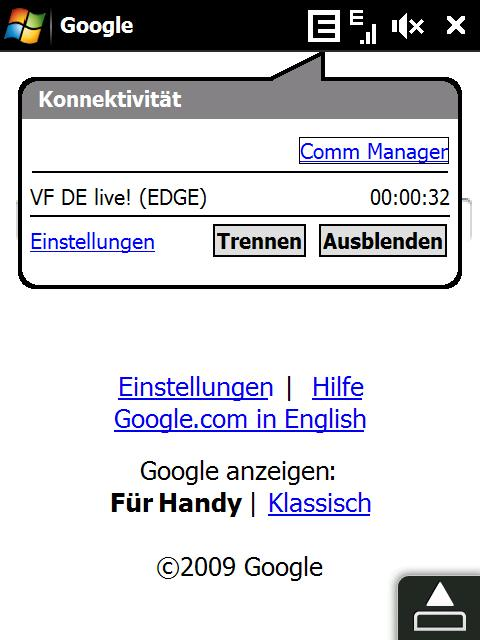 Google
E
E
Konnektivität
Comm Manager
VF DE live! (EDGE) 00:00:32
Einstellungen Trennen Ausblenden
Einstellungen | Hilfe
Google.com in English
Google anzeigen:
Für Handy | Klassisch
©2009 Google